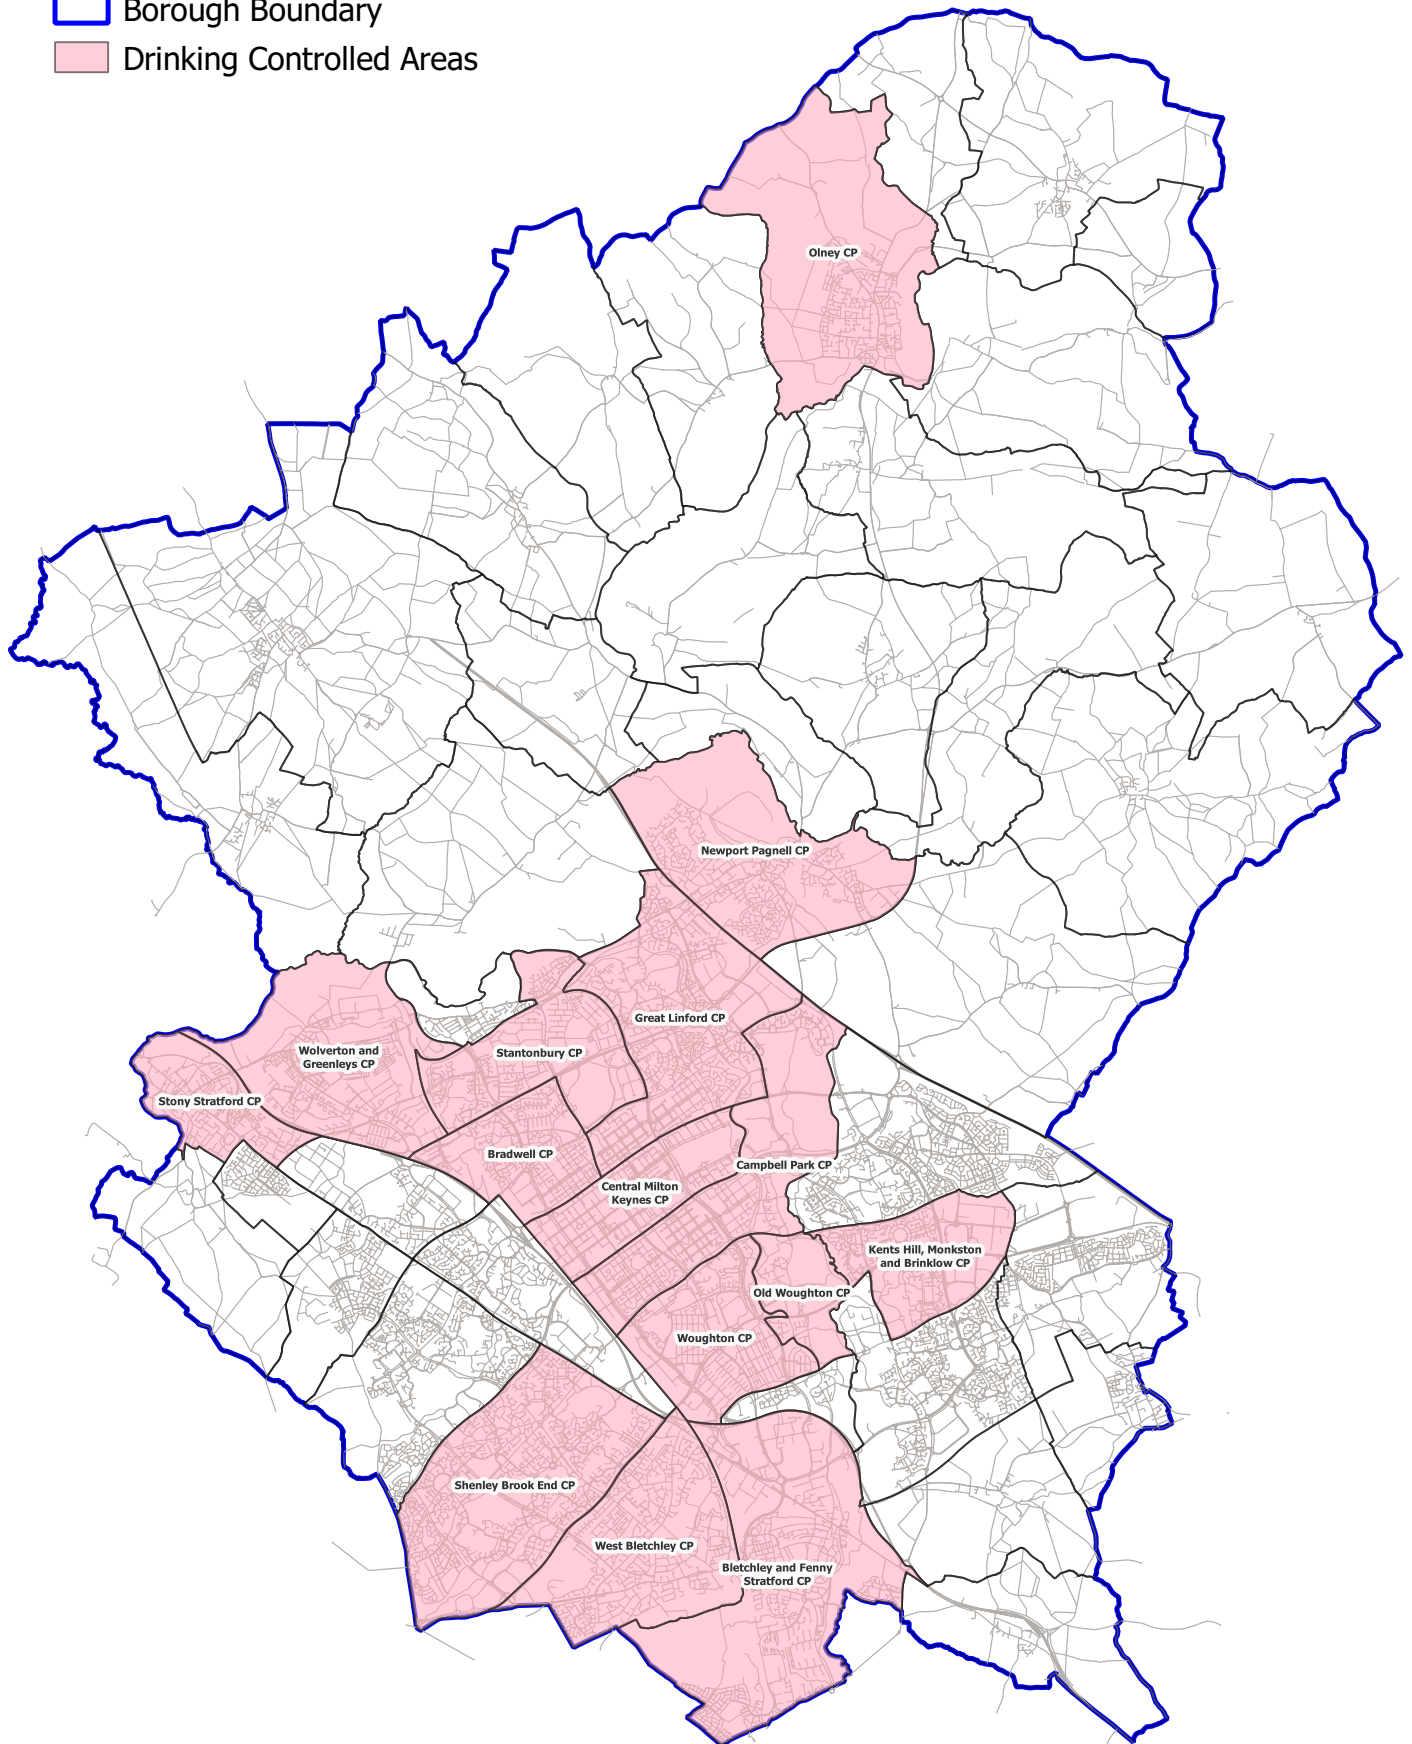 Borough Boundary
Drinking Controlled Areas
Olney CP
Newport Pagnell CP
Great Linford CP
Wolverton and
Greenleys CP
Stantonbury CP
Stony Stratford CP
Bradwell CP
Campbell Park CP
Central Milton
Keynes CP
Kents Hill, Monkston
and Brinklow CP
Old Woughton CP
Woughton CP
Shenley Brook End CP
West Bletchley CP
Bletchley and Fenny
Stratford CP